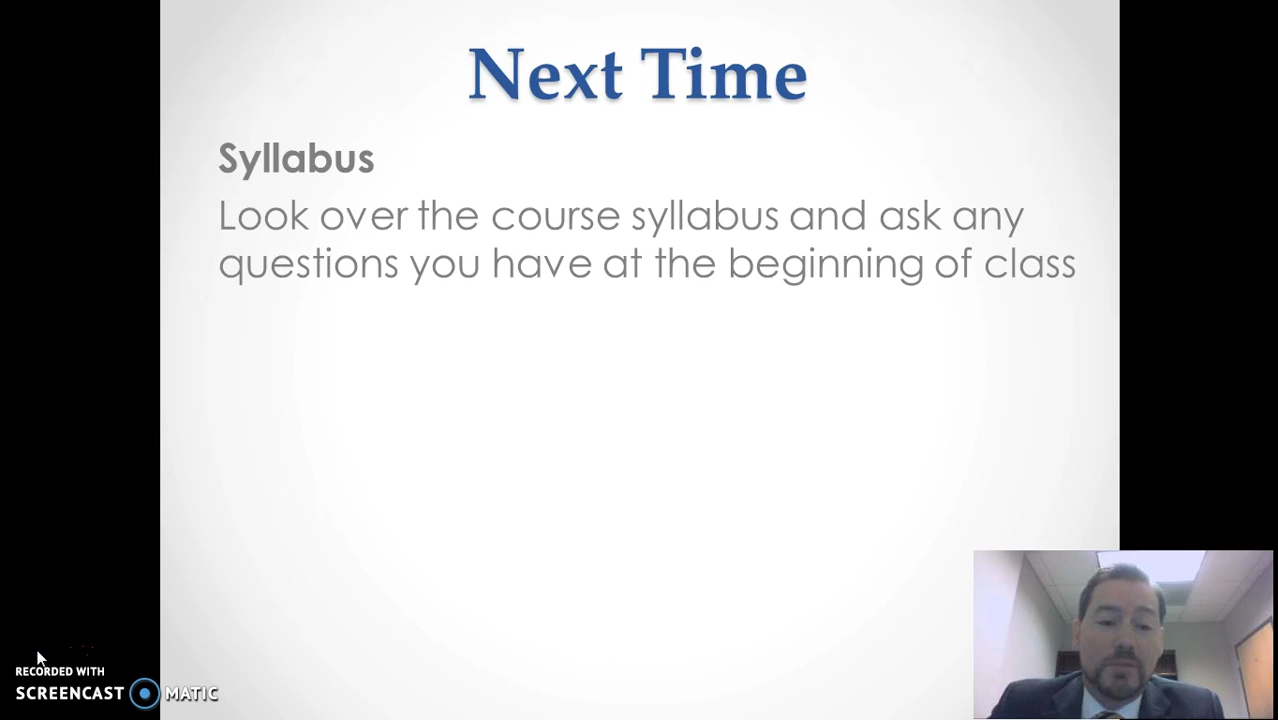 Next Time
Syllabus
Look over the course syllabus and ask any
questions you have at the beginning of class
RECORDED WITH
SCREENCAST MATIC